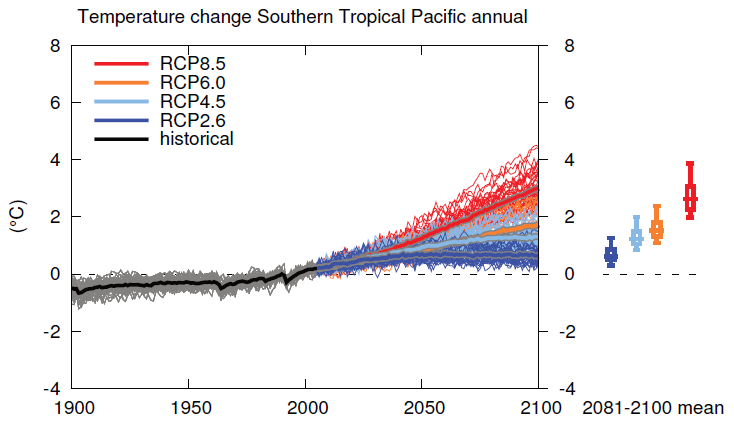 Temperature change Southern Tropical Pacific annual
8 8
RCP8.5
RCP6.0
6 6
RCP4.5
RCP2.6
historical
4 4
(°C)
2 2
0 0
-2 -2
-4 -4
1900 1950 2000 2050 2100 2081-2100 mean